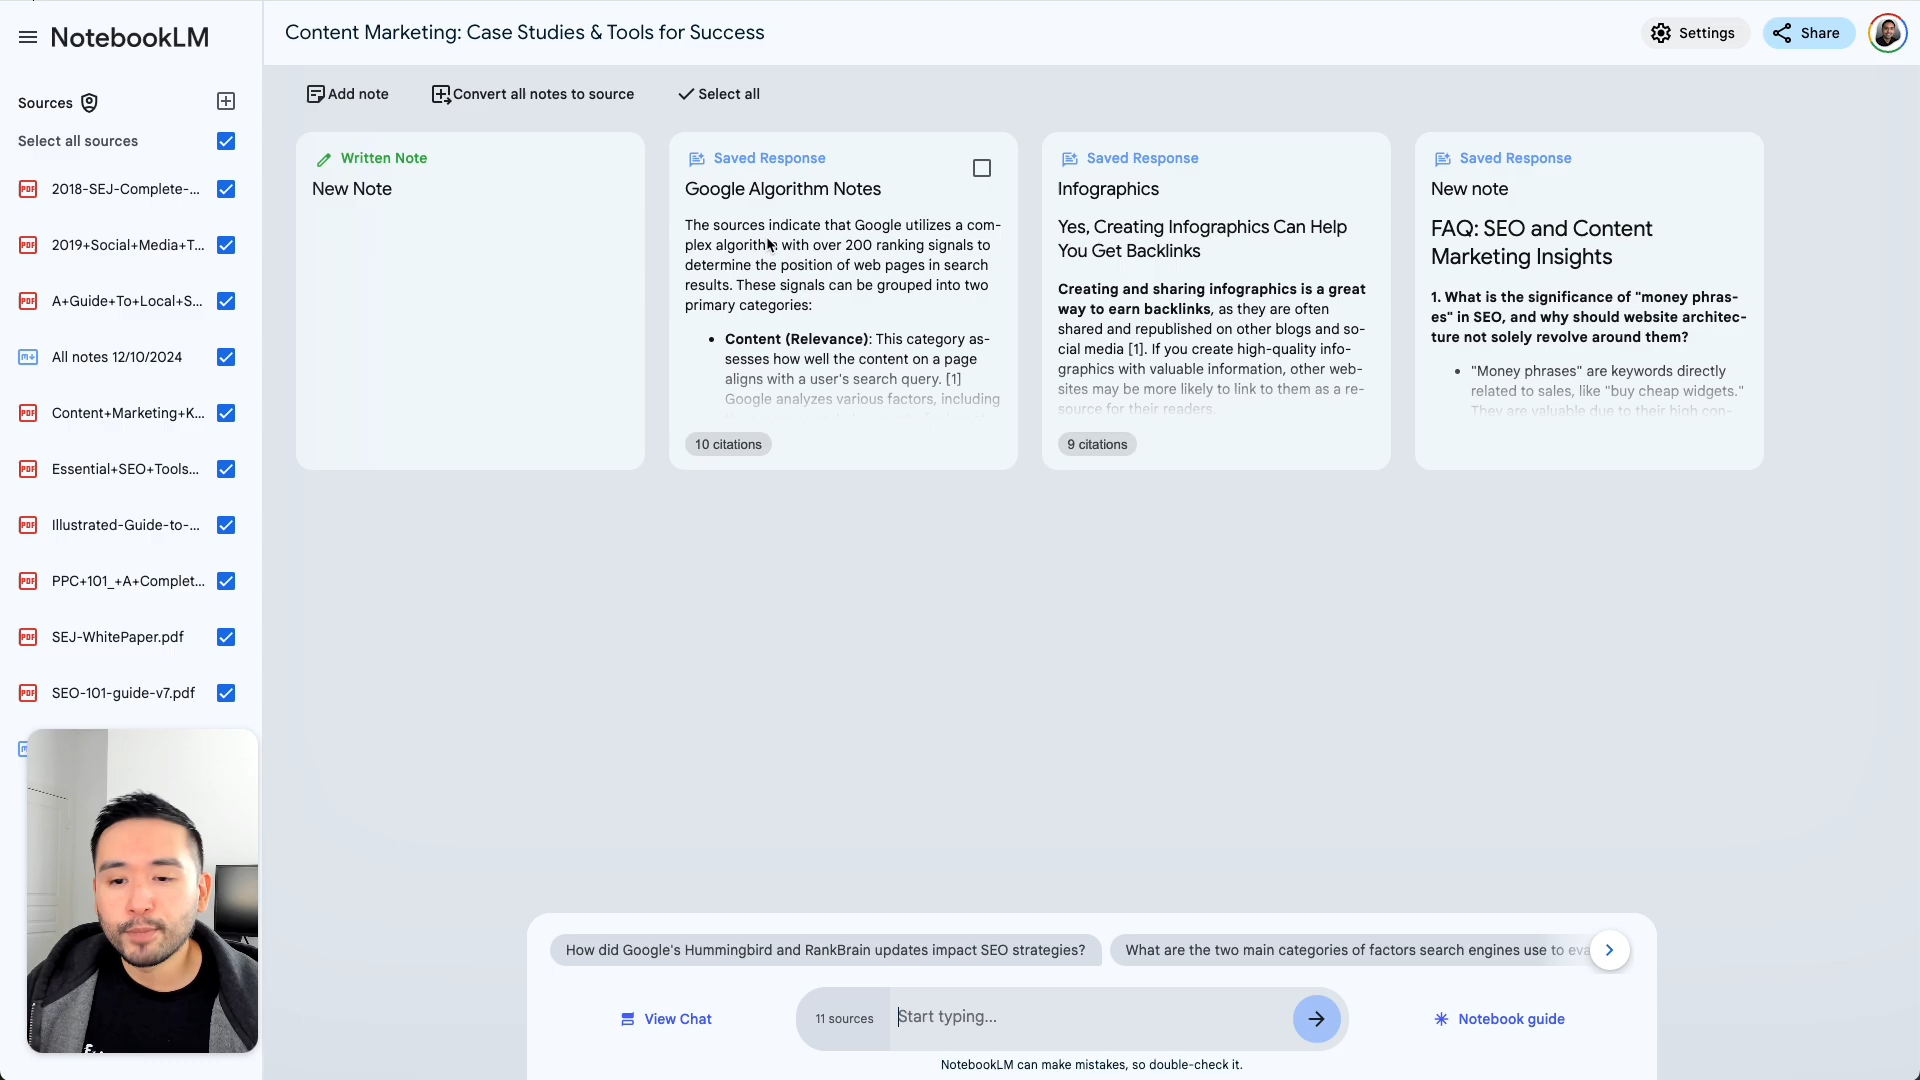 NotebookLM
Content Marketing: Case Studies & Tools for Success
Settings
Share
Sources
Select all sources
2018-SEJ-Complete-...
2019+Social+Media+T...
A+Guide+To+Local+S...
All notes 12/10/2024
Content+Marketing+K...
Essential+SEO+Tools...
Illustrated-Guide-to-...
PPC+101_+A+Complet...
SEJ-WhitePaper.pdf
SEO-101-guide-v7.pdf
Add note
Convert all notes to source
Select all
Written Note
New Note
Saved Response
Google Algorithm Notes
The sources indicate that Google utilizes a com-
plex algorithm with over 200 ranking signals to
determine the position of web pages in search
results. These signals can be grouped into two
primary categories:
• Content (Relevance): This category as-
sesses how well the content on a page
aligns with a user's search query. [1]
Google analyzes various factors, including
10 citations
Saved Response
Infographics
Yes, Creating Infographics Can Help
You Get Backlinks
Creating and sharing infographics is a great
way to earn backlinks, as they are often
shared and republished on other blogs and so-
cial media [1]. If you create high-quality info-
graphics with valuable information, other web-
sites may be more likely to link to them as a re-
source for their readers.
9 citations
Saved Response
New note
FAQ: SEO and Content
Marketing Insights
1. What is the significance of "money phras-
es" in SEO, and why should website architec-
ture not solely revolve around them?
• "Money phrases" are keywords directly
related to sales, like "buy cheap widgets."
They are valuable due to their high con-
How did Google's Hummingbird and RankBrain updates impact SEO strategies?
What are the two main categories of factors search engines use to eva
View Chat
11 sources
Start typing...
Notebook guide
NotebookLM can make mistakes, so double-check it.